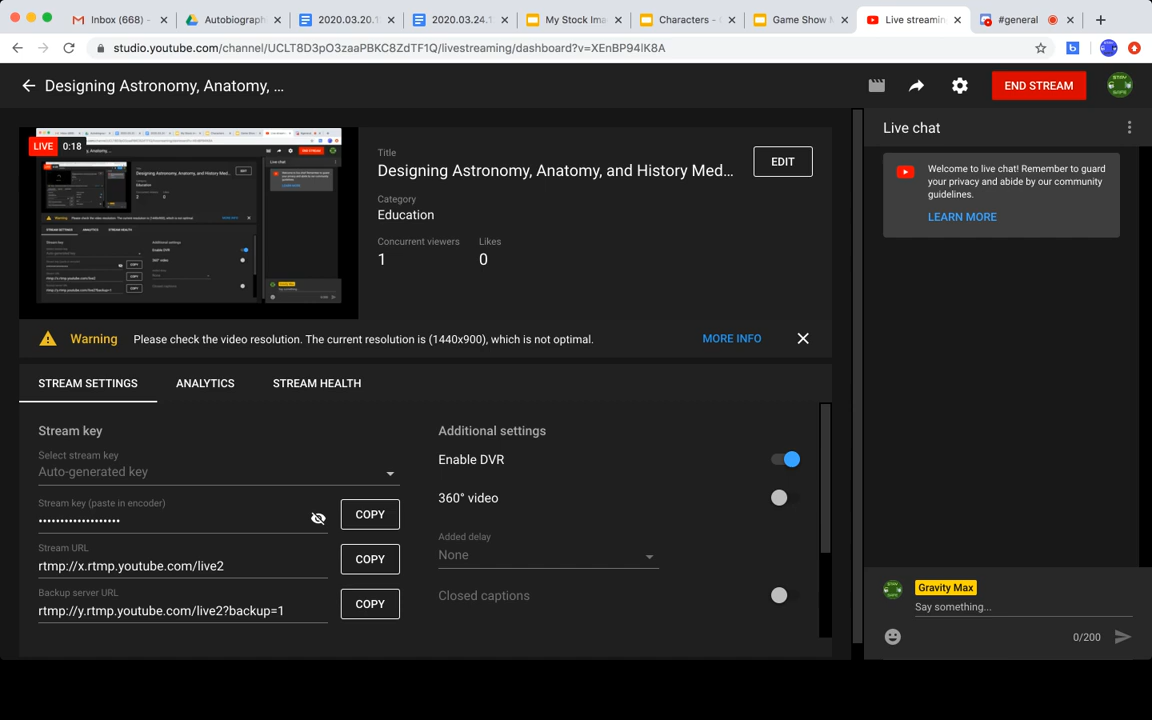 Inbox (668) -
Autobiograph
2020.03.20.1
2020.03.24.1
My Stock Ima
Characters -
Game Show M
Live streamin
#general
studio.youtube.com/channel/UCLT8D3pO3zaaPBKC8ZdTF1Q/livestreaming/dashboard?v=XEnBP94lK8A
Designing Astronomy, Anatomy, ...
END STREAM
LIVE 0:18
Title
Designing Astronomy, Anatomy, and History Med...
EDIT
Category
Education
Concurrent viewers
Likes
1
0
Warning
Please check the video resolution. The current resolution is (1440x900), which is not optimal.
MORE INFO
STREAM SETTINGS
ANALYTICS
STREAM HEALTH
Stream key
Select stream key
Auto-generated key
Stream key (paste in encoder)
COPY
Stream URL
rtmp://x.rtmp.youtube.com/live2
COPY
Backup server URL
rtmp://y.rtmp.youtube.com/live2?backup=1
COPY
Additional settings
Enable DVR
360° video
Added delay
None
Closed captions
Live chat
Welcome to live chat! Remember to guard
your privacy and abide by our community
guidelines.
LEARN MORE
Gravity Max
Say something...
0/200